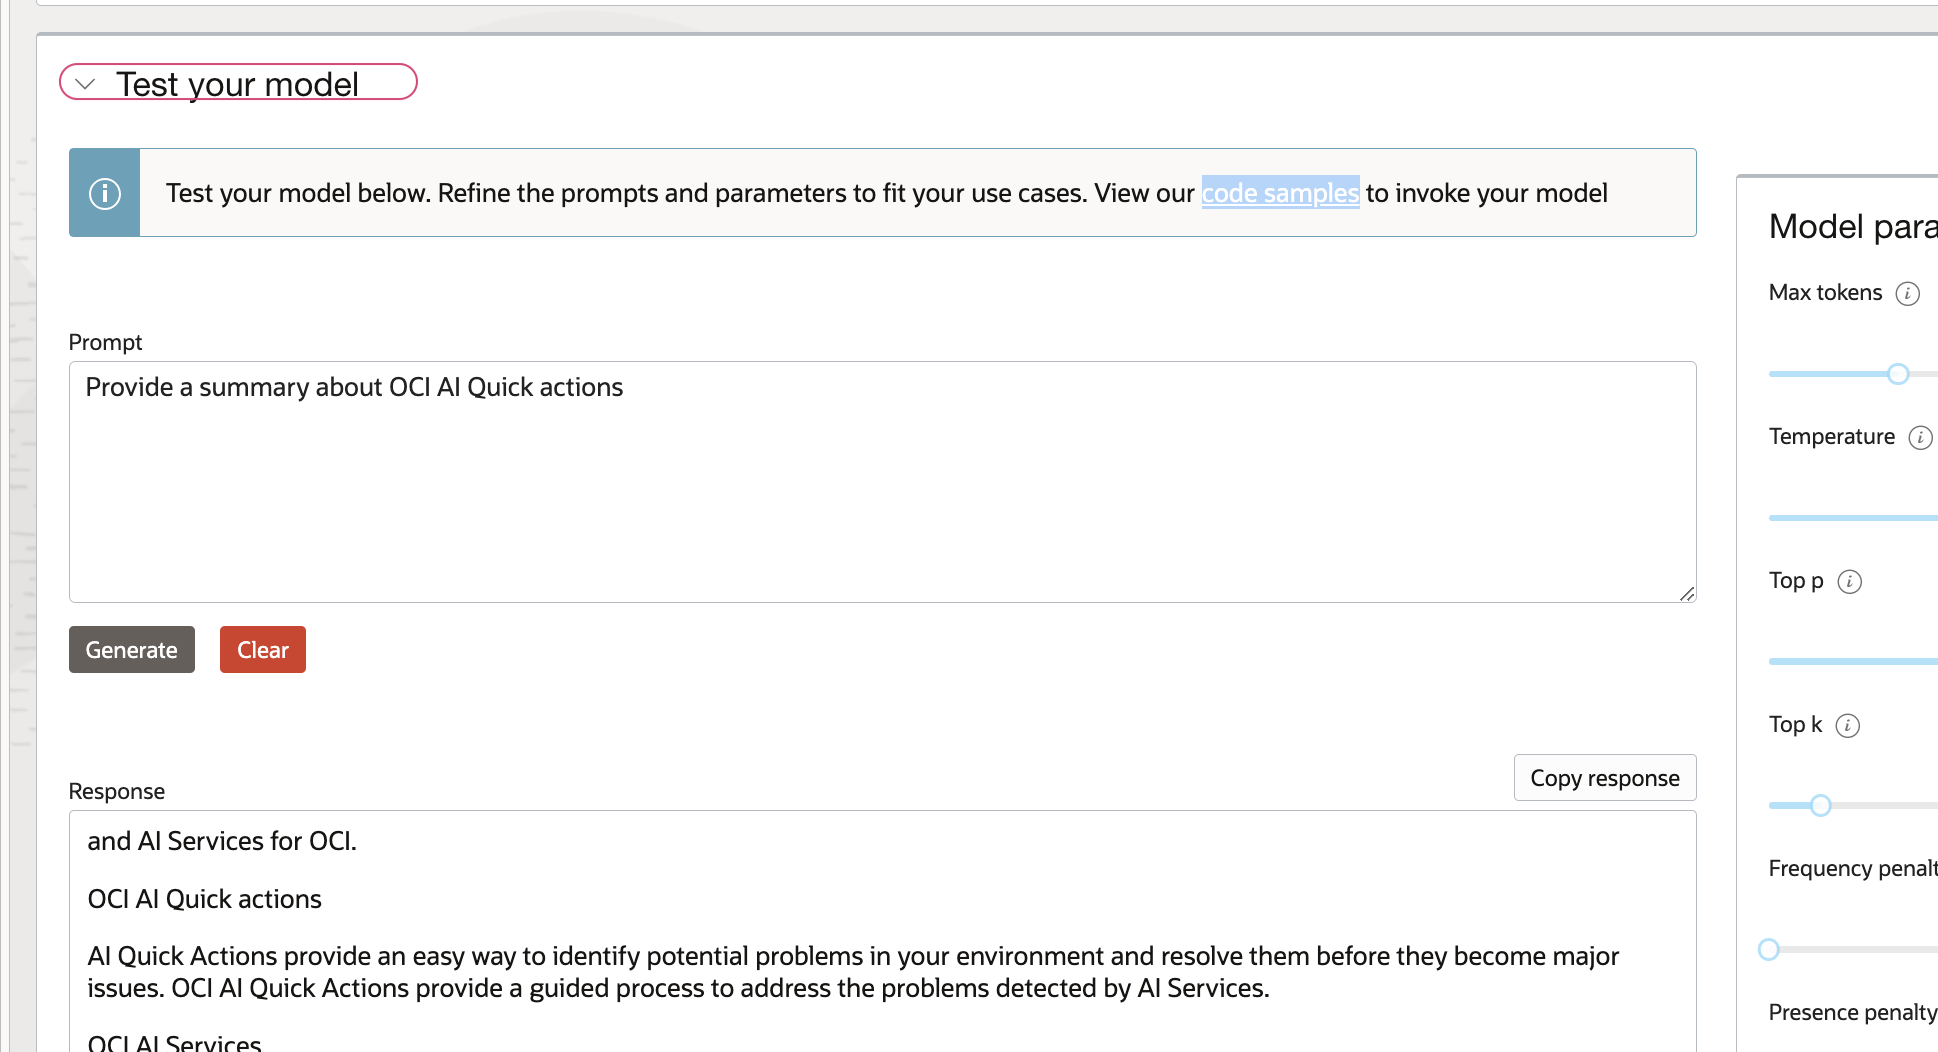 Test your model
Test your model below. Refine the prompts and parameters to fit your use cases. View our code samples to invoke your model
Prompt
Provide a summary about OCI AI Quick actions
Generate
Clear
Copy response
Response
and AI Services for OCI.
OCI AI Quick actions
AI Quick Actions provide an easy way to identify potential problems in your environment and resolve them before they become major
issues. OCI AI Quick Actions provide a guided process to address the problems detected by AI Services.
OCI AI Services
Model para
Max tokens
Temperature
Top p
Top k
Frequency penalt
Presence penalty